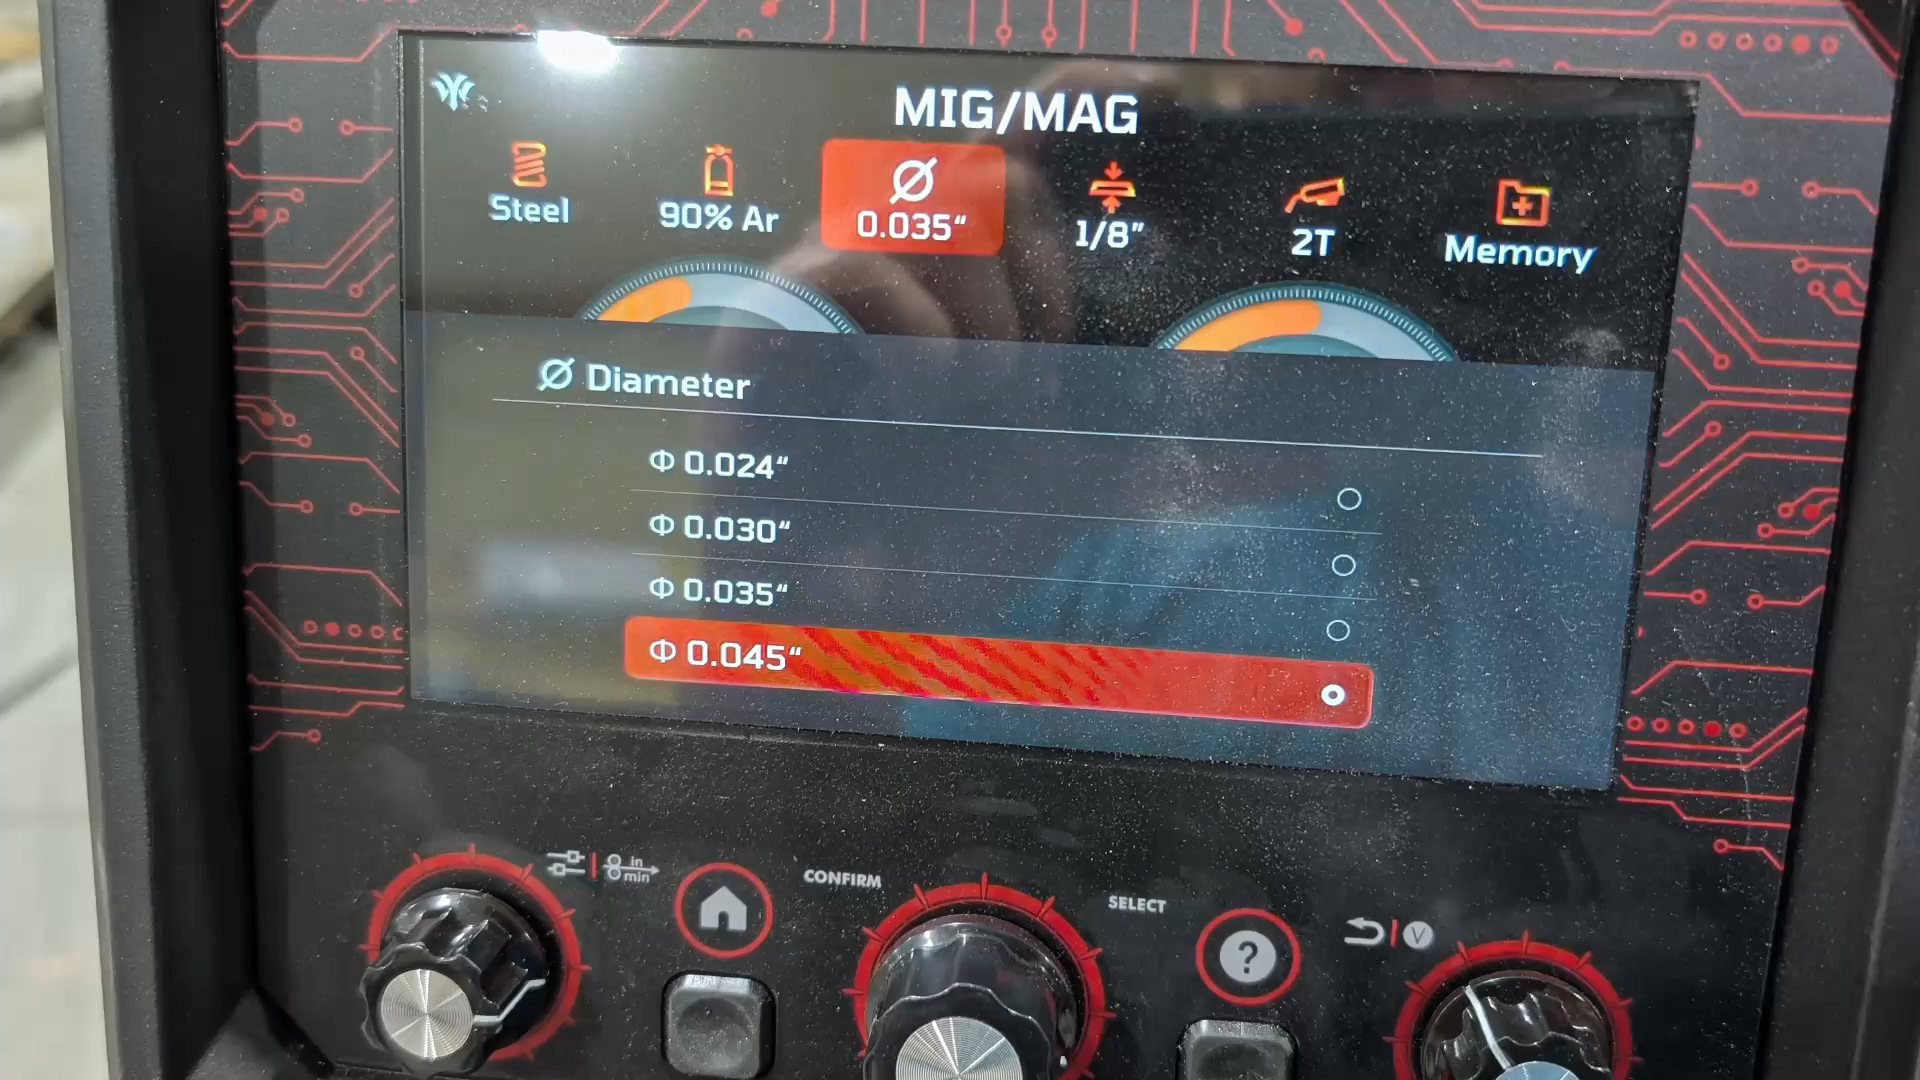 MIG/MAG
Steel
90% Ar
Ø 0.035“
1/8”
2T
Memory
Ø Diameter
Φ 0.024“
Φ 0.030“
Φ 0.035“
Φ 0.045“
in
min
CONFIRM
SELECT
?
V